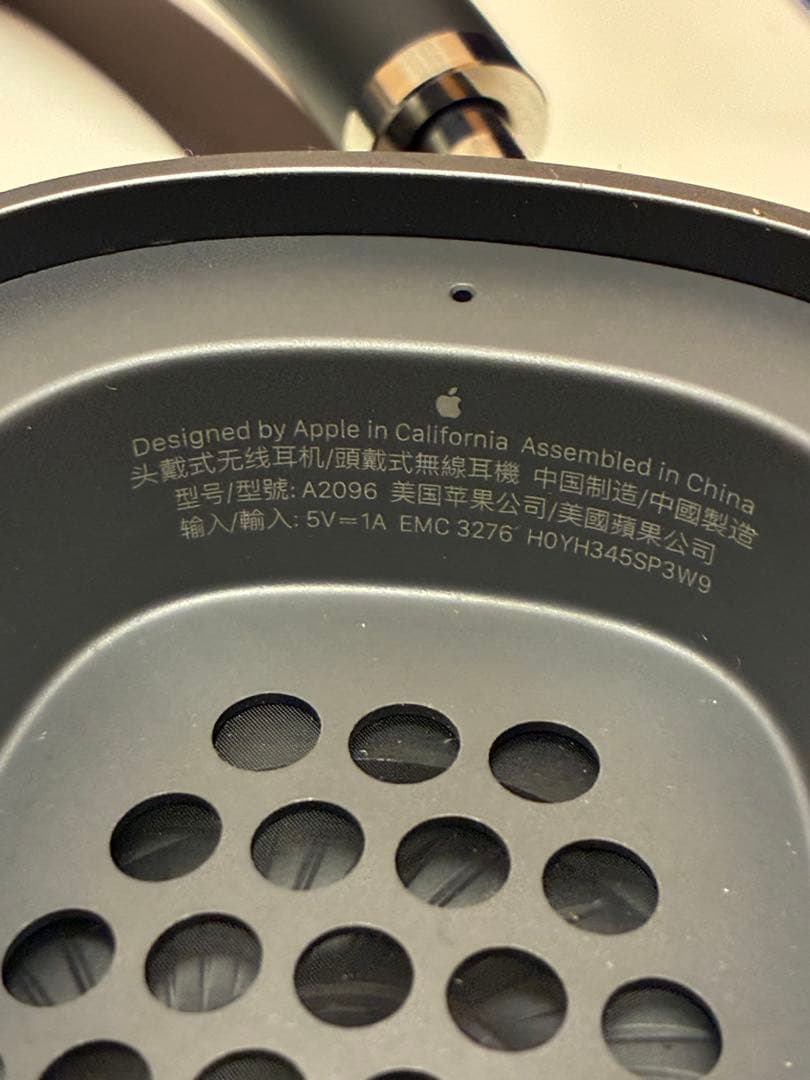 Designed by Apple in California Assembled in China
头戴式无线耳机/頭戴式無線耳機 中国制造/中國製造
型号/型號: A2096 美国苹果公司/美國蘋果公司
输入/輸入: 5V⎓1A EMC 3276 H0YH345SP3W9